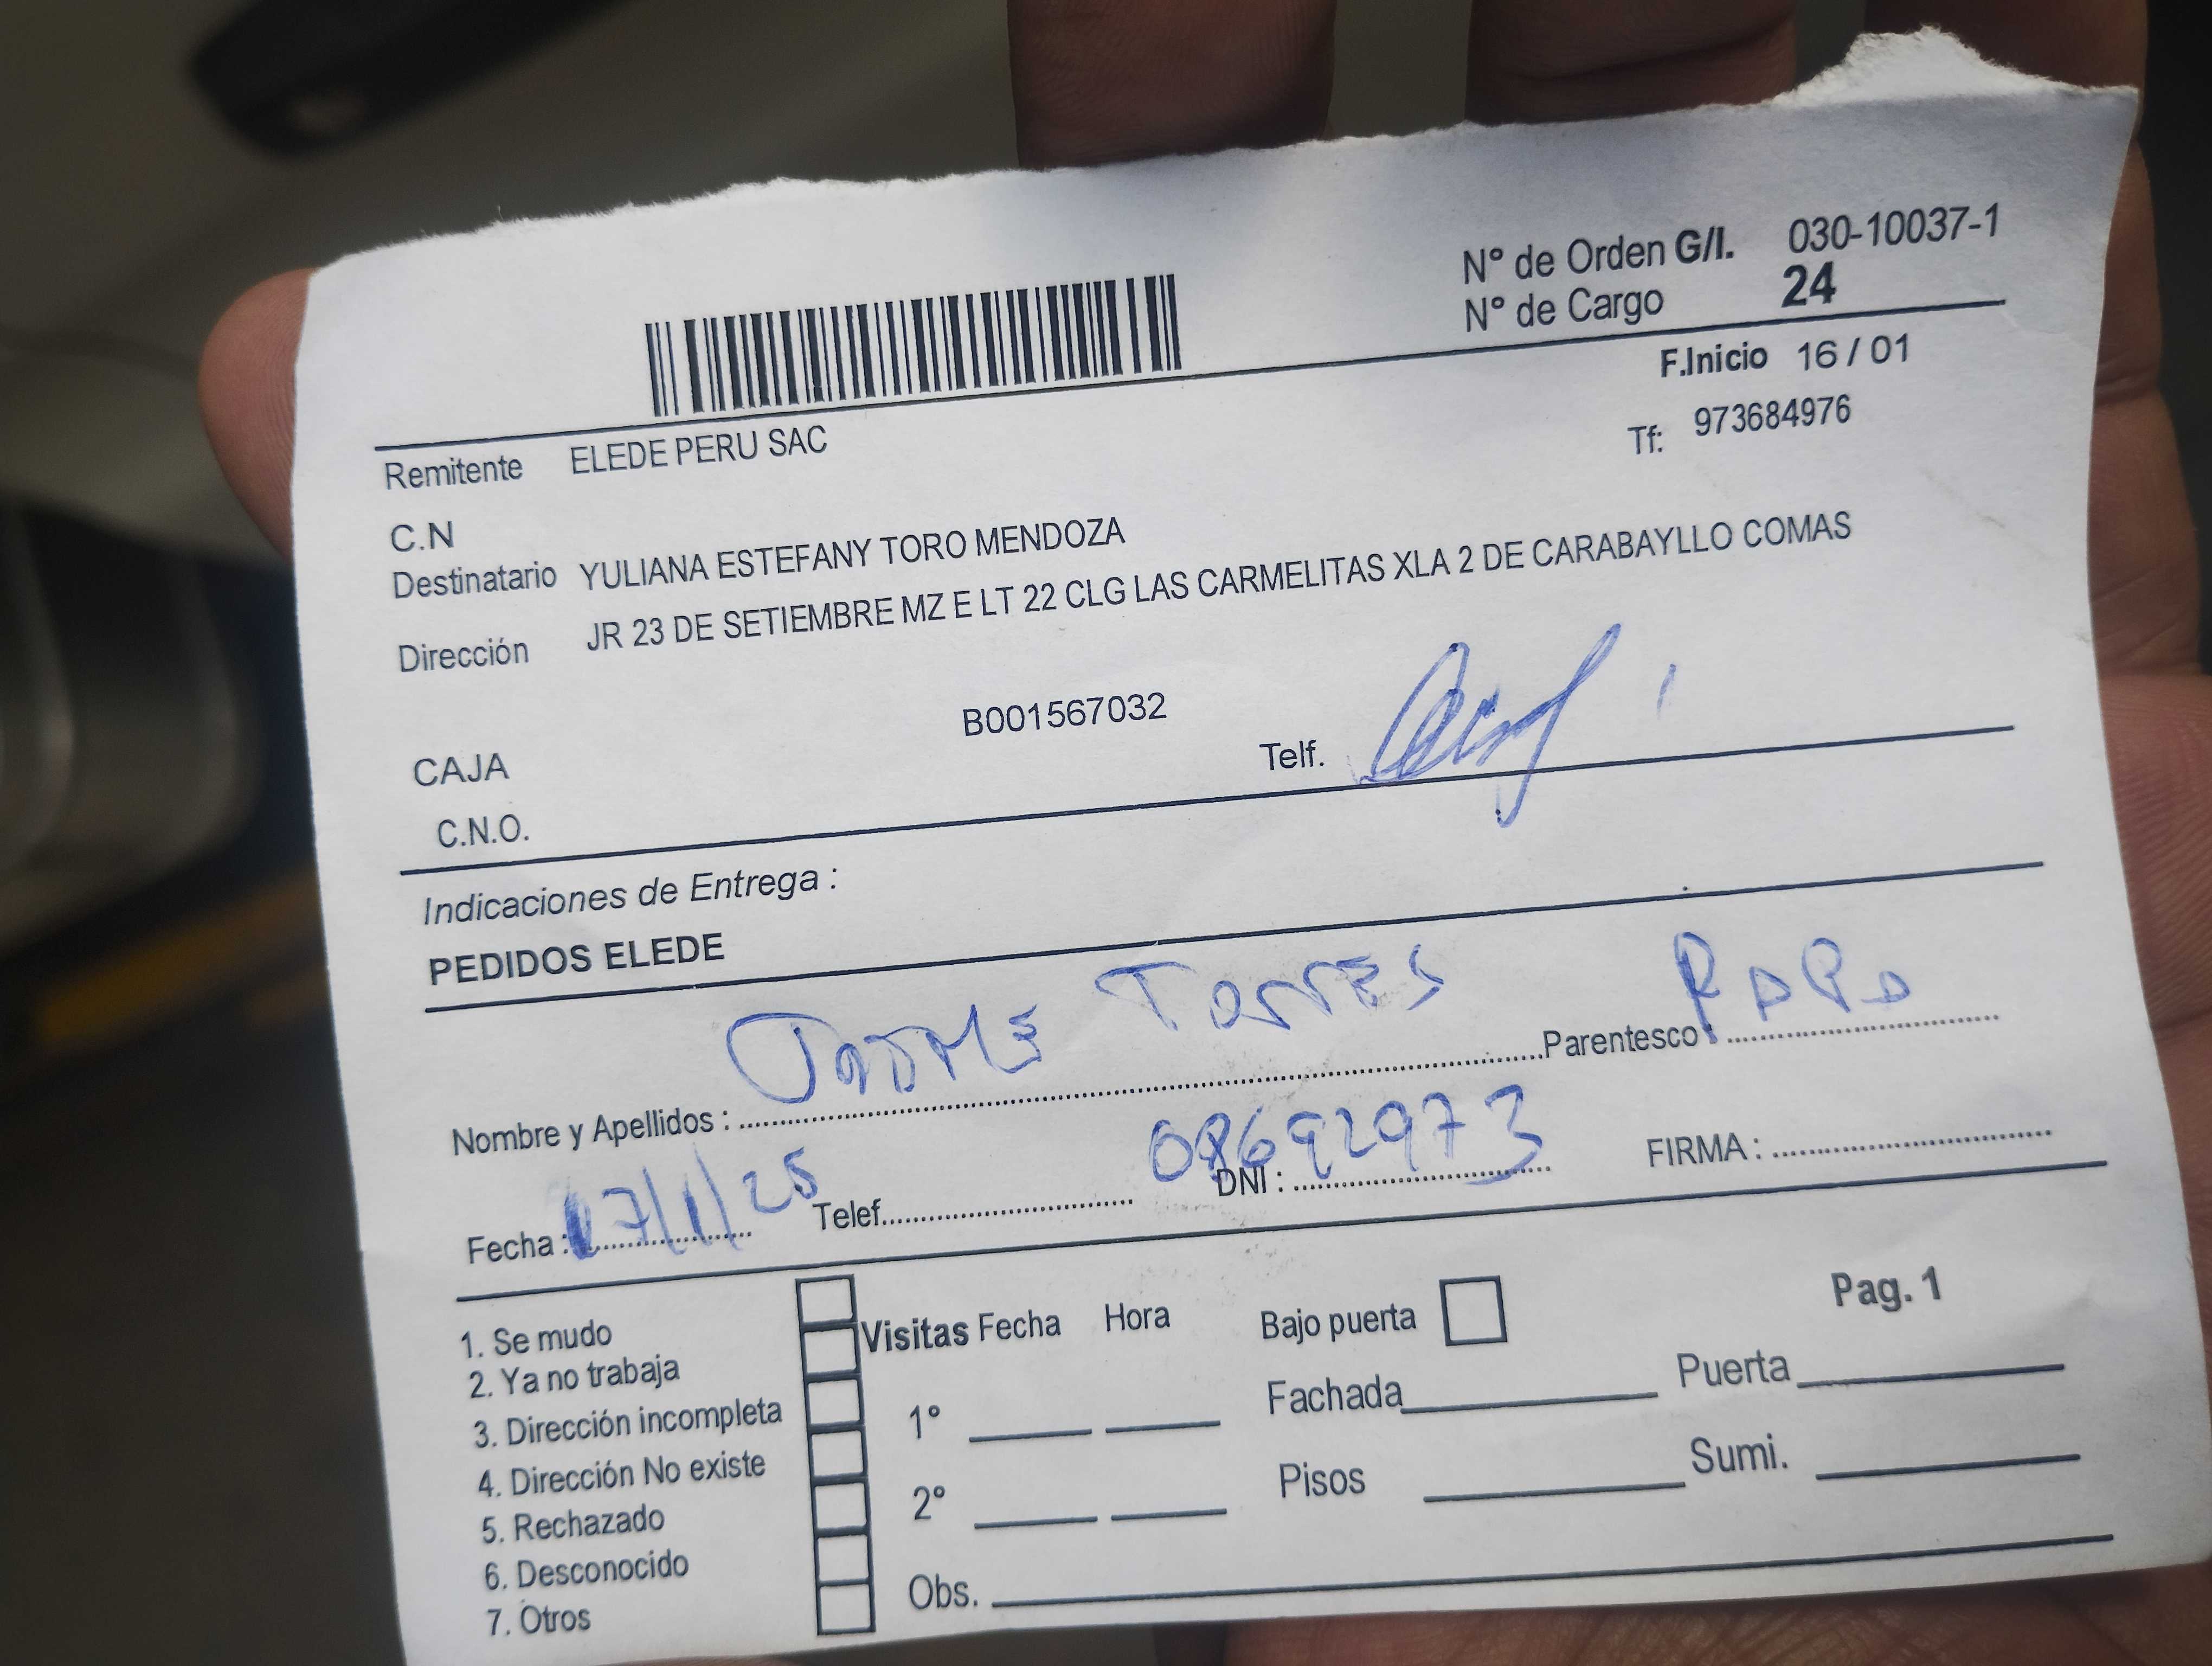 N° de Orden G/I. 030-10037-1
N° de Cargo 24
F.Inicio 16 / 01
Remitente ELEDE PERU SAC Tf: 973684976
C.N
Destinatario YULIANA ESTEFANY TORO MENDOZA
Dirección JR 23 DE SETIEMBRE MZ E LT 22 CLG LAS CARMELITAS XLA 2 DE CARABAYLLO COMAS
B001567032
CAJA Telf.
C.N.O.
Indicaciones de Entrega :
PEDIDOS ELEDE
Nombre y Apellidos : TORRES Parentesco : PAPA
Fecha : 17/1/25 Telef. DNI : 08692973 FIRMA :
1. Se mudo
2. Ya no trabaja
3. Dirección incompleta
4. Dirección No existe
5. Rechazado
6. Desconocido
7. Otros
Visitas Fecha Hora
1°
2°
Obs.
Bajo puerta Pag. 1
Fachada Puerta
Pisos Sumi.